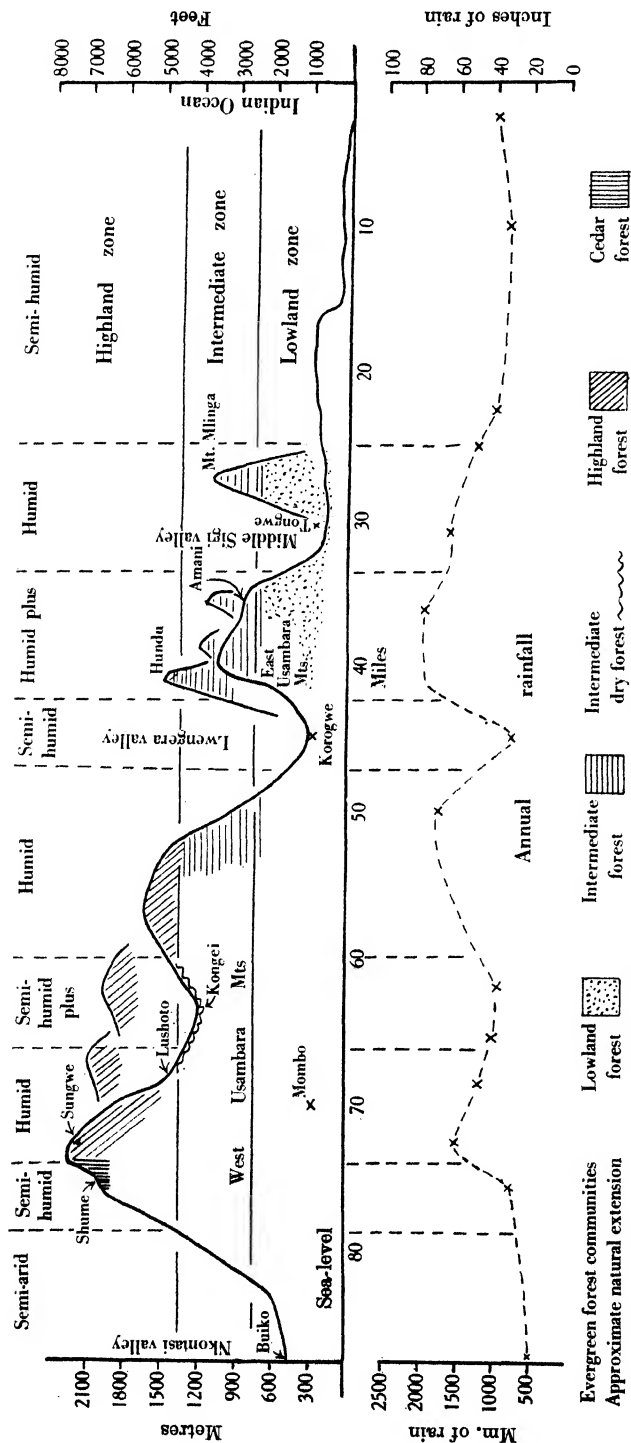 Semi-arid
Semi-humid
Humid
Semi-humid plus
Humid
Semi-humid
Humid plus
Humid
Semi-humid
Feet
8000
7000
6000
5000
4000
3000
2000
1000
Indian Ocean
Metres
2100
1800
1500
1200
900
600
300
Highland zone
Intermediate zone
Lowland zone
Nkomasi valley
Buiko
Shume
Sungwe
Lushoto
Kongei
West Usambara Mts
Mombo
Sea-level
Lwengera valley
Korogwe
Hundu
Amani
East Usambara Mts.
Middle Sigi valley
Tongwe
Mt. Mlinga
80
70
60
50
40
30
20
10
Miles
Mm. of rain
2500
2000
1500
1000
500
Inches of rain
100
80
60
40
20
0
Annual rainfall
Evergreen forest communities
Approximate natural extension
Lowland forest
Intermediate forest
Intermediate dry forest
Highland forest
Cedar forest